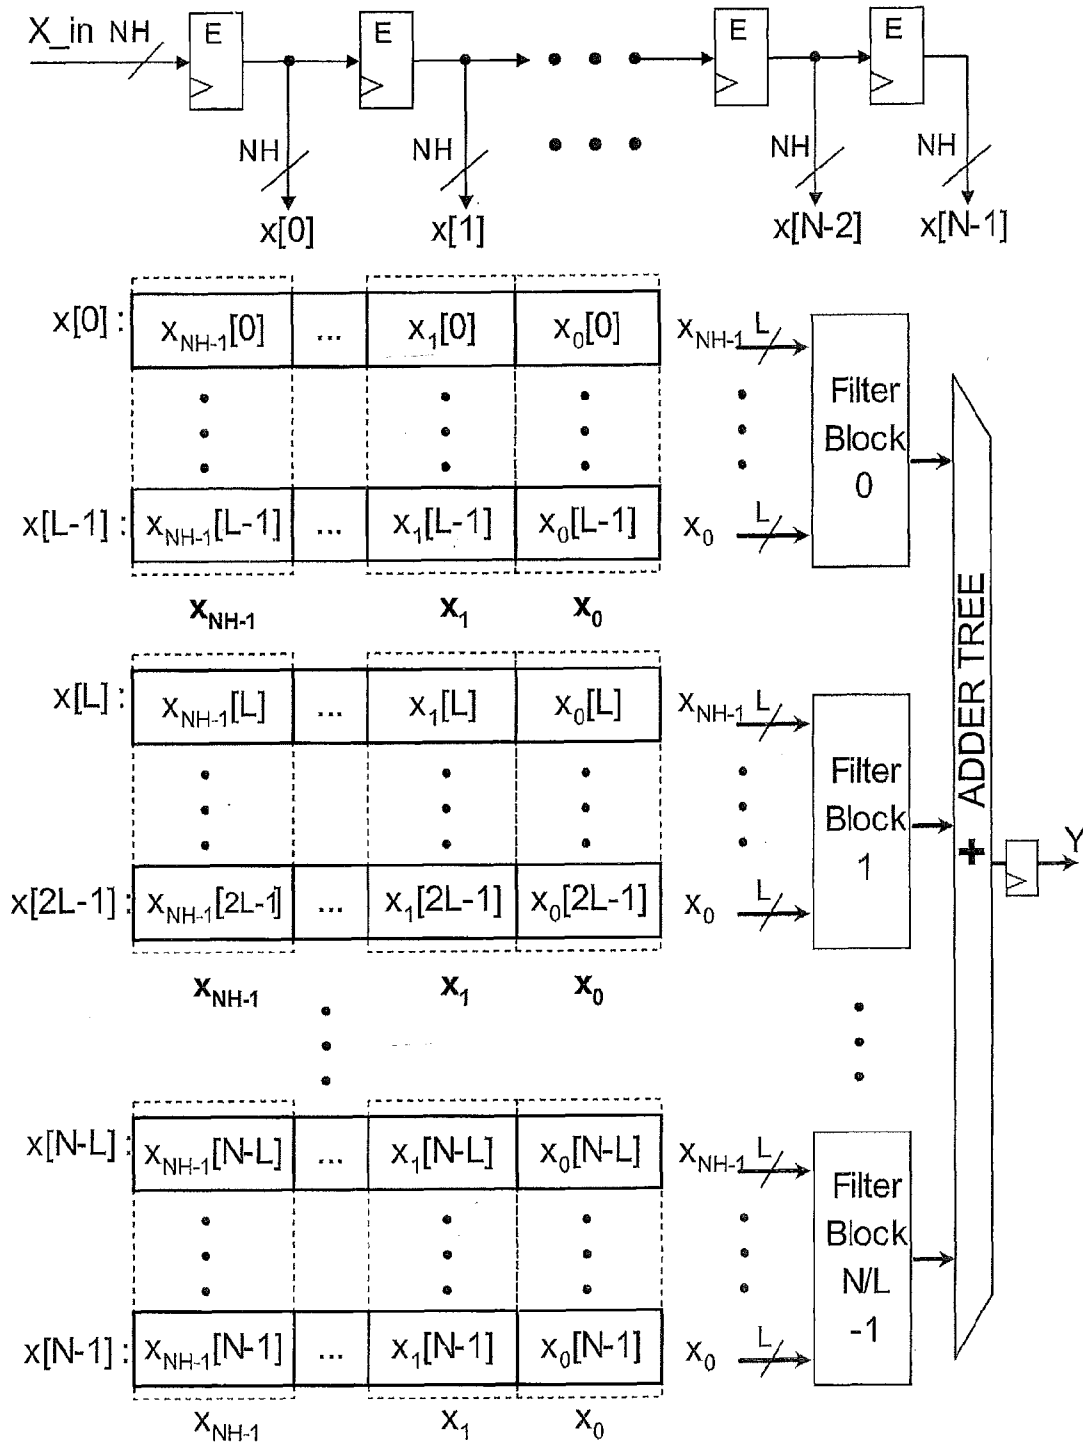 X_in NH E E E E
NH NH NH NH
x[0] x[1] x[N-2] x[N-1]
x[0] : x_NH-1[0] ... x_1[0] x_0[0] x_NH-1 L
Filter
Block
0
x[L-1] : x_NH-1[L-1] ... x_1[L-1] x_0[L-1] x_0 L
x_NH-1 x_1 x_0
x[L] : x_NH-1[L] ... x_1[L] x_0[L] x_NH-1 L
Filter
Block
1
+ ADDER TREE
Y
x[2L-1] : x_NH-1[2L-1] ... x_1[2L-1] x_0[2L-1] x_0 L
x_NH-1 x_1 x_0
x[N-L] : x_NH-1[N-L] ... x_1[N-L] x_0[N-L] x_NH-1 L
Filter
Block
N/L
-1
x[N-1] : x_NH-1[N-1] ... x_1[N-1] x_0[N-1] x_0 L
x_NH-1 x_1 x_0